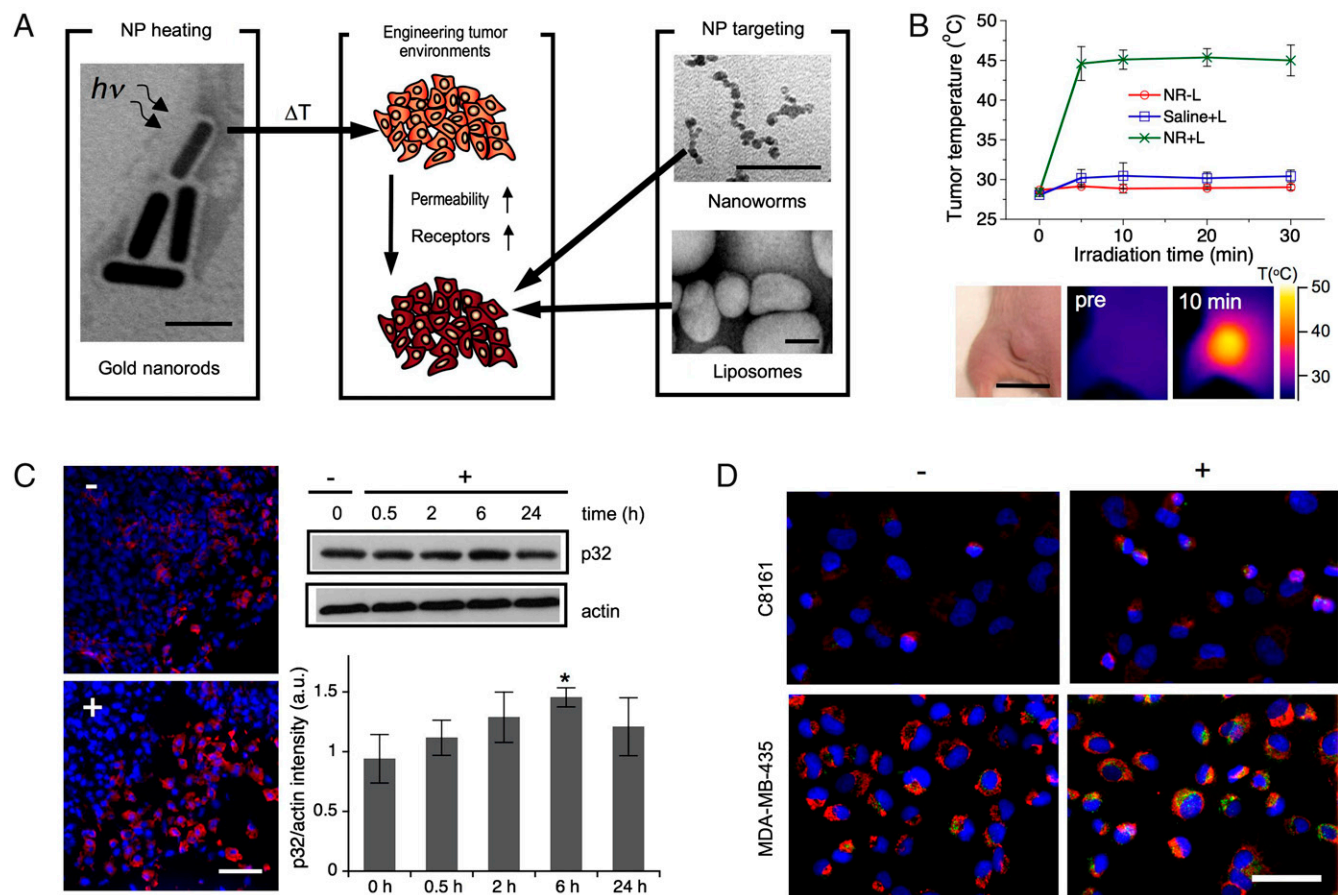 A
NP heating
hν
Gold nanorods
ΔT
Engineering tumor
environments
Permeability ↑
Receptors ↑
NP targeting
Nanoworms
Liposomes
B
Tumor temperature (°C)
45
40
35
30
25
NR-L
Saline+L
NR+L
0 10 20 30
Irradiation time (min)
pre
10 min
T(°C)
50
40
30
C
-
+
- +
0 0.5 2 6 24 time (h)
p32
actin
p32/actin intensity (a.u.)
1.5
1
0.5
0
*
0 h 0.5 h 2 h 6 h 24 h
D
- +
C8161
MDA-MB-435